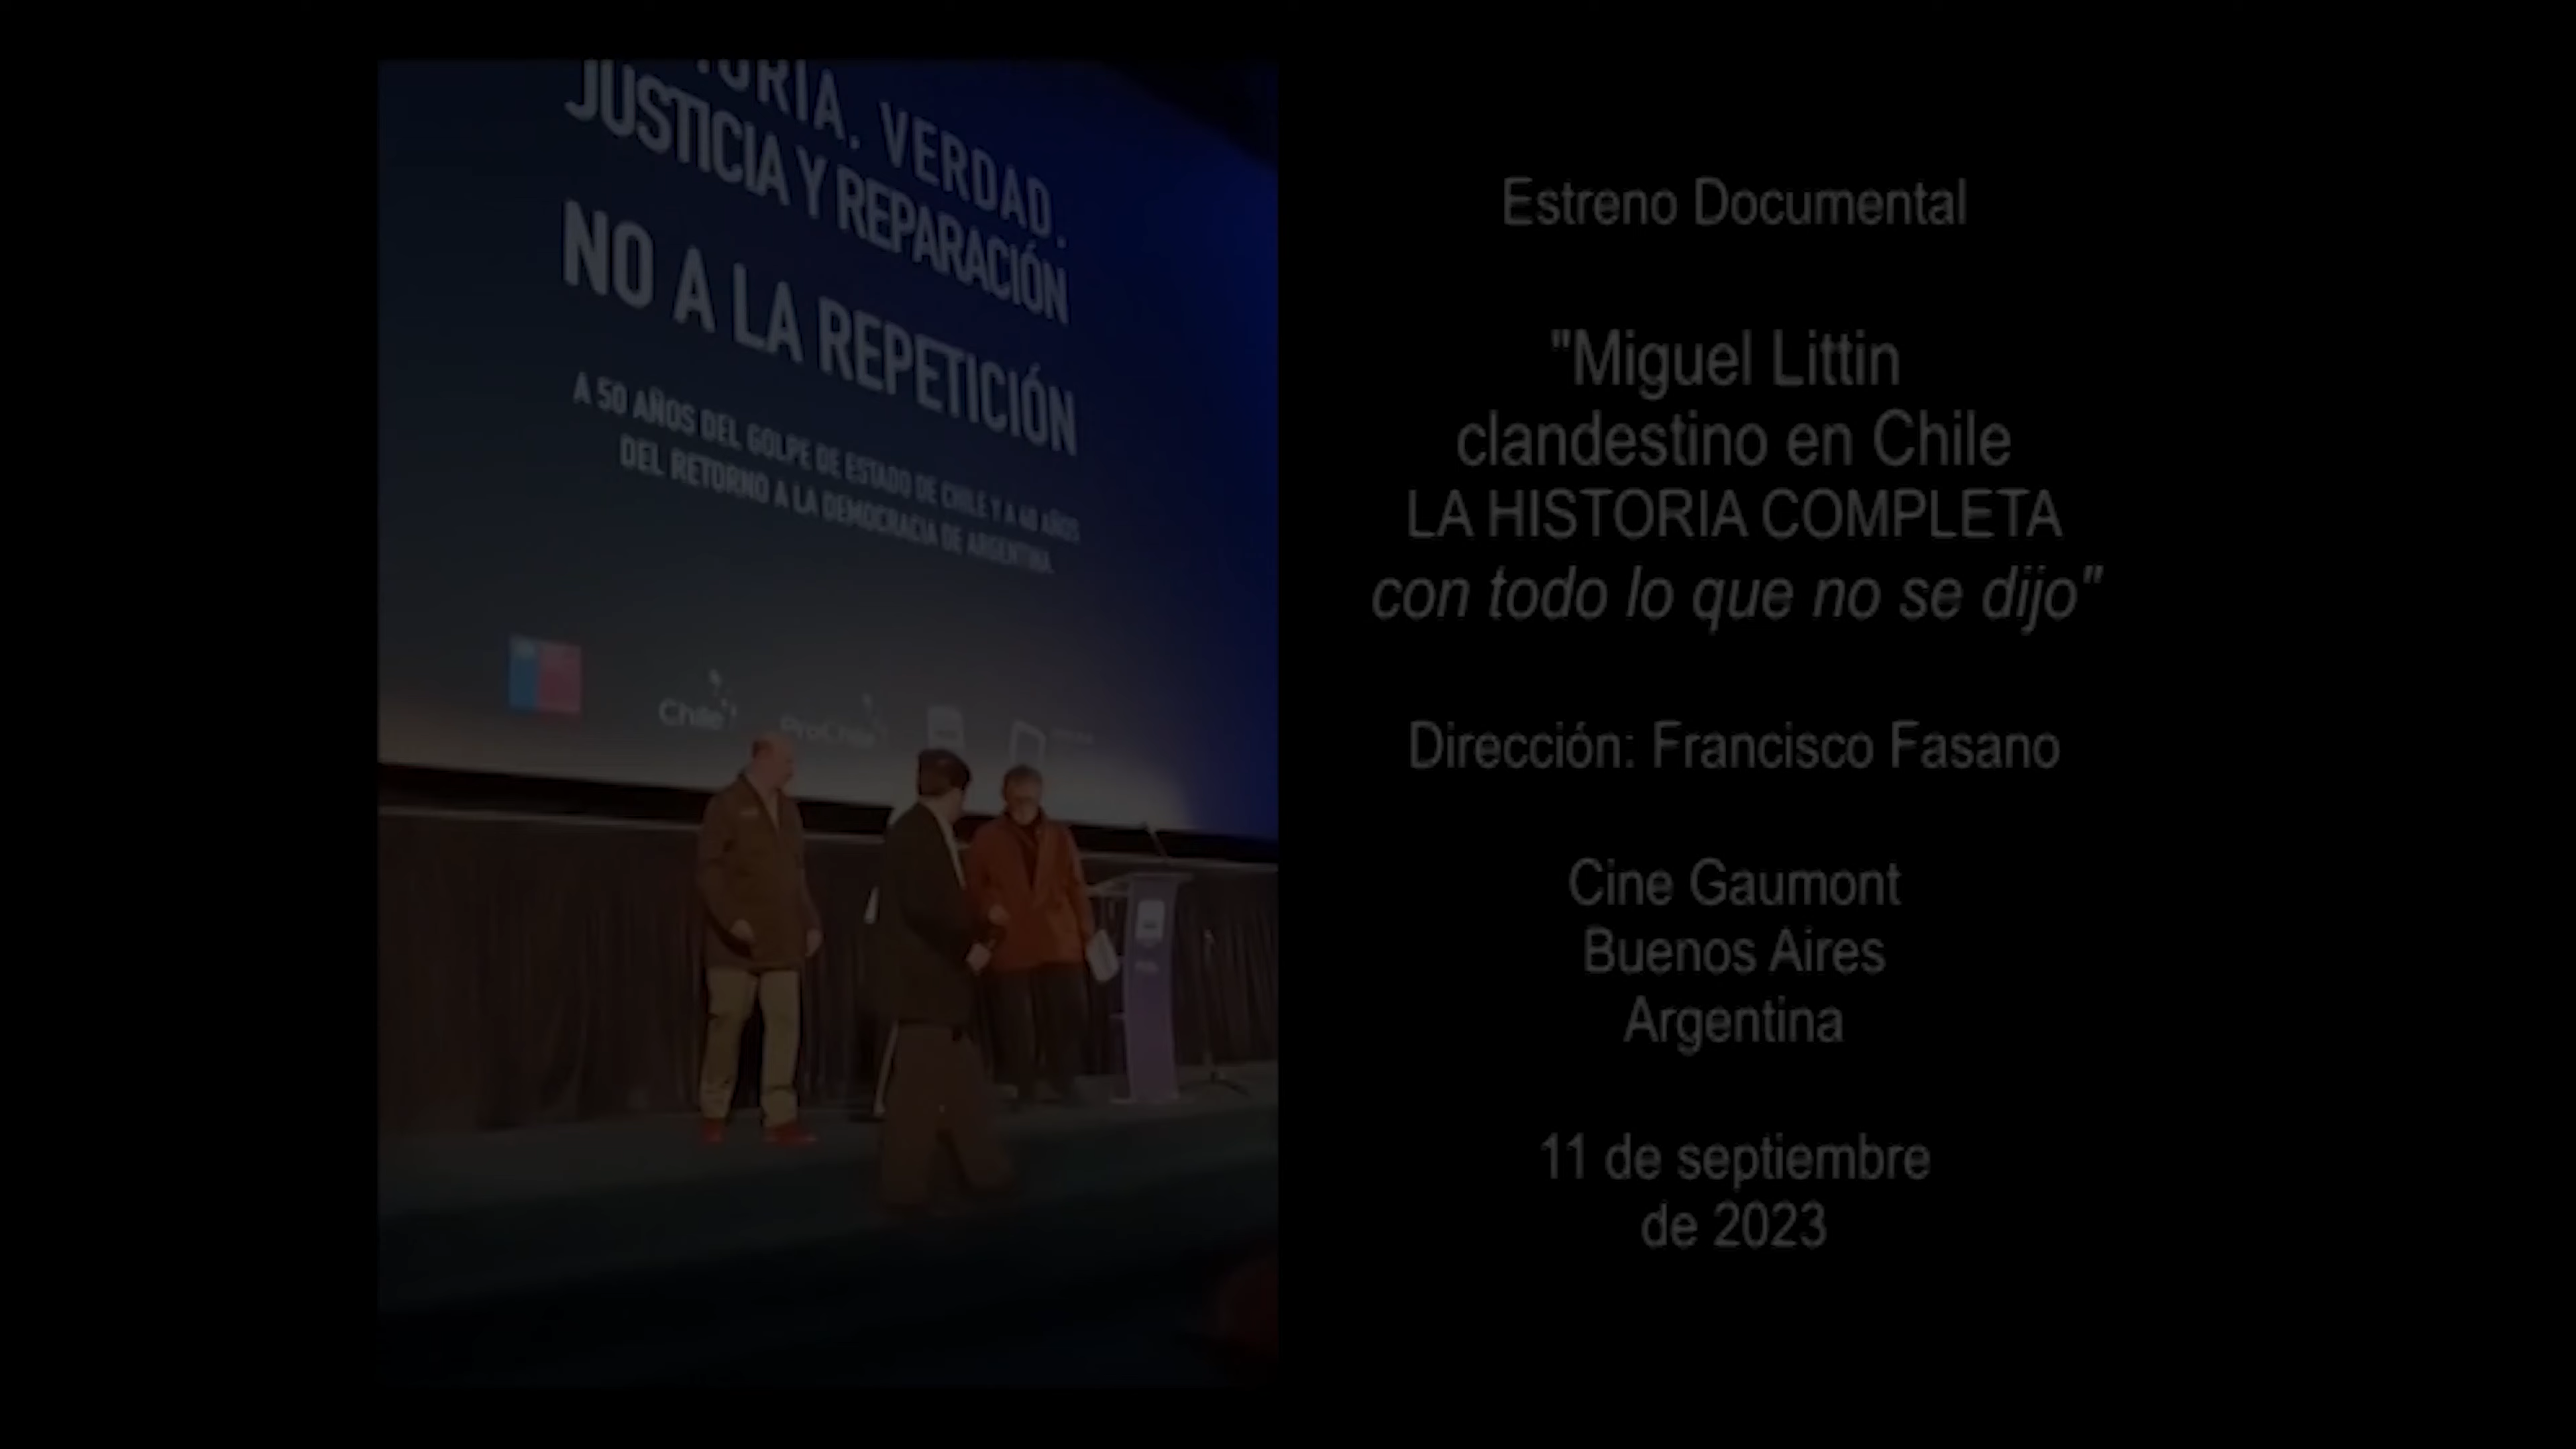 JUSTICIA Y REPARACIÓN
VERDAD.
NO A LA REPETICIÓN
A 50 AÑOS DEL GOLPE DE ESTADO DE CHILE Y A 40 AÑOS
DEL RETORNO A LA DEMOCRACIA DE ARGENTINA
Chile
ProChile
Estreno Documental
"Miguel Littin
clandestino en Chile
LA HISTORIA COMPLETA
con todo lo que no se dijo"
Dirección: Francisco Fasano
Cine Gaumont
Buenos Aires
Argentina
11 de septiembre
de 2023